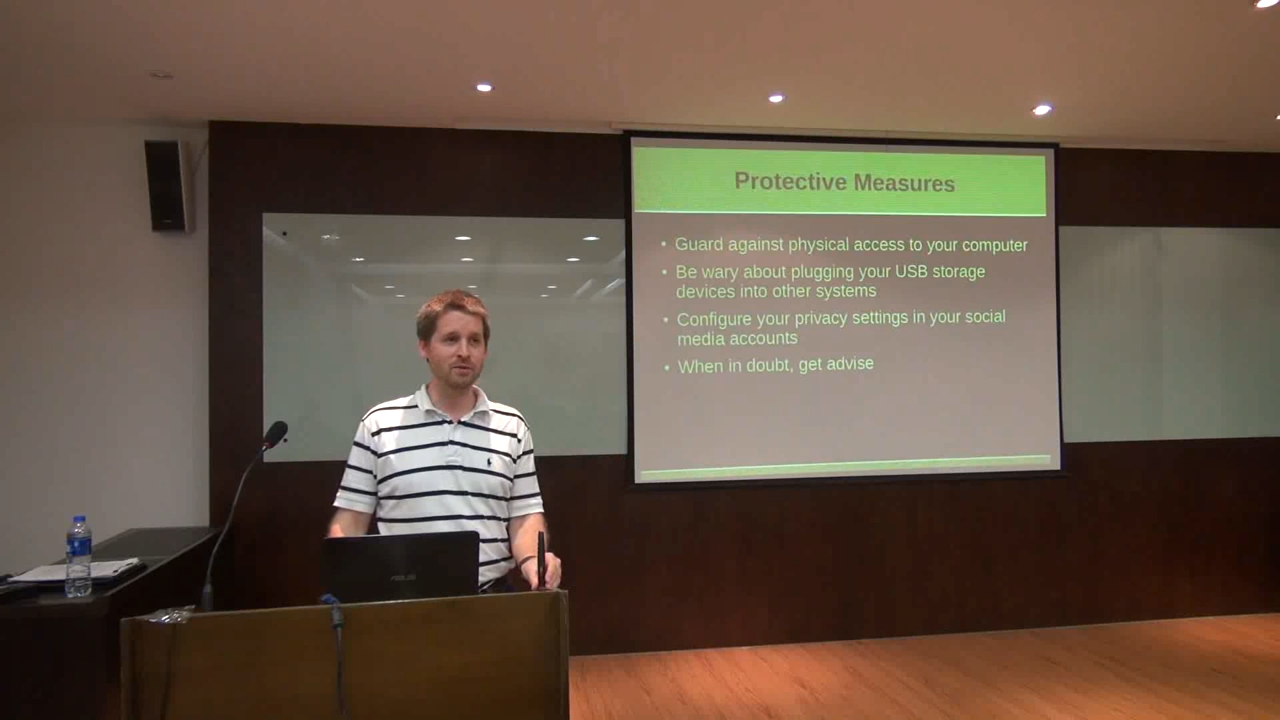 Protective Measures
• Guard against physical access to your computer
• Be wary about plugging your USB storage
devices into other systems
• Configure your privacy settings in your social
media accounts
• When in doubt, get advise
ASUS